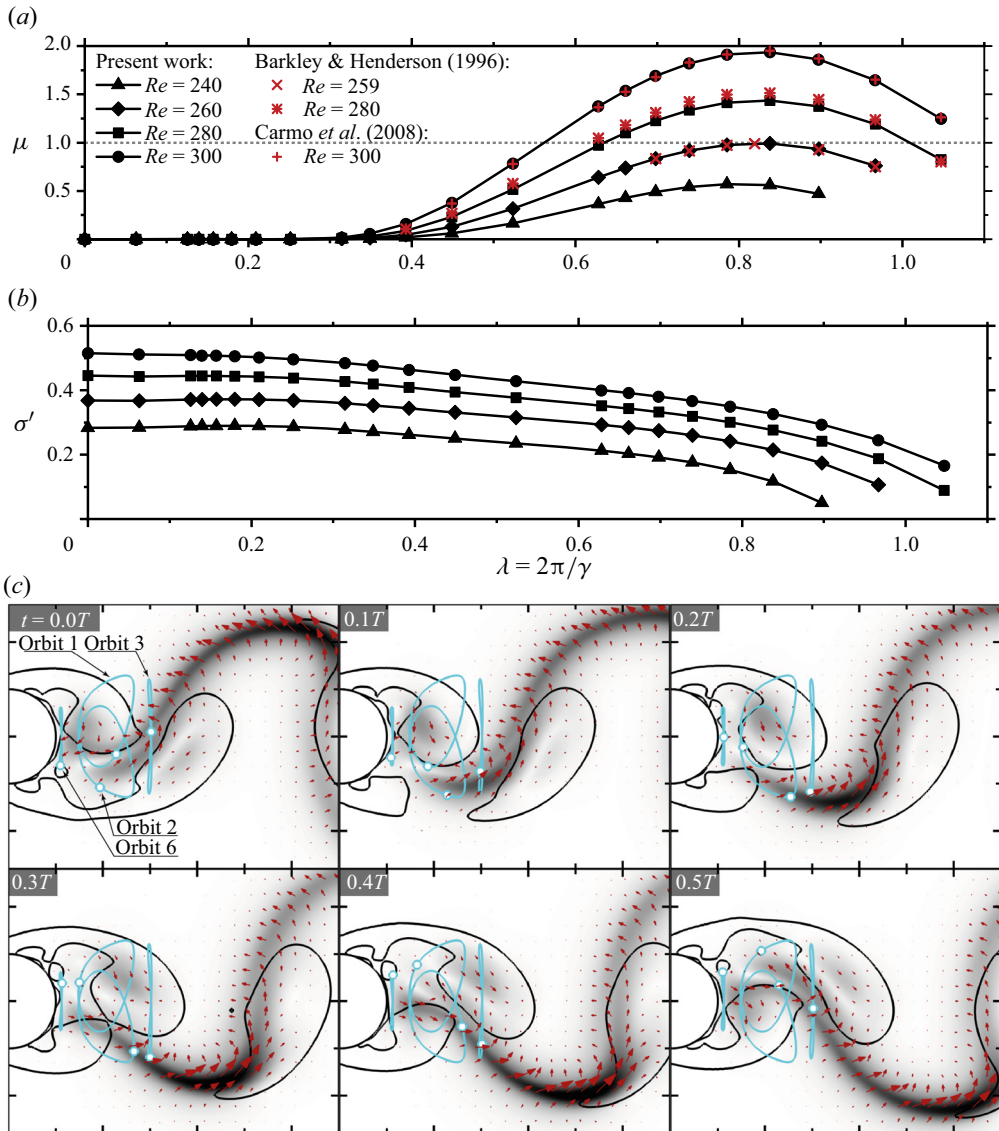 (a)
2.0
1.5
1.0
0.5
μ
Present work:
Re = 240
Re = 260
Re = 280
Re = 300
Barkley & Henderson (1996):
Re = 259
Re = 280
Carmo et al. (2008):
Re = 300
0 0.2 0.4 0.6 0.8 1.0
(b)
0.6
0.4
0.2
σ′
0 0.2 0.4 0.6 0.8 1.0
λ = 2π/γ
(c)
t = 0.0T
Orbit 1 Orbit 3
Orbit 2
Orbit 6
0.1T
0.2T
0.3T
0.4T
0.5T